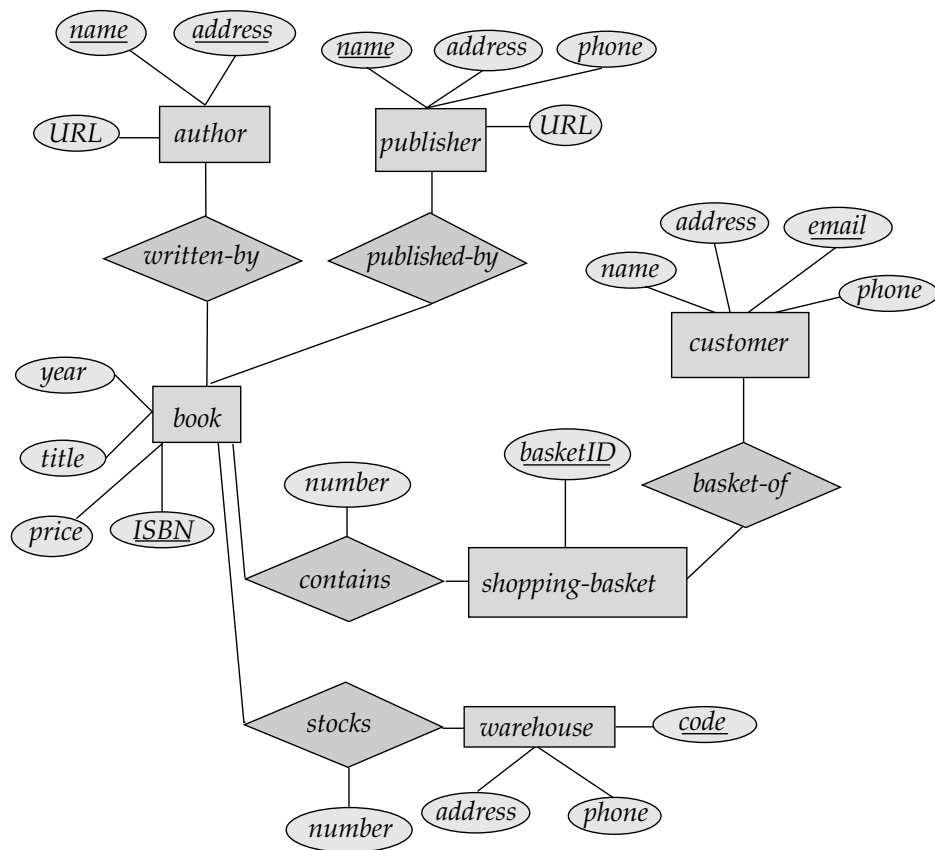 name
address
name
address
phone
URL
author
publisher
URL
written-by
published-by
address
email
name
phone
customer
year
book
title
basketID
number
basket-of
price
ISBN
contains
shopping-basket
stocks
warehouse
code
address
phone
number